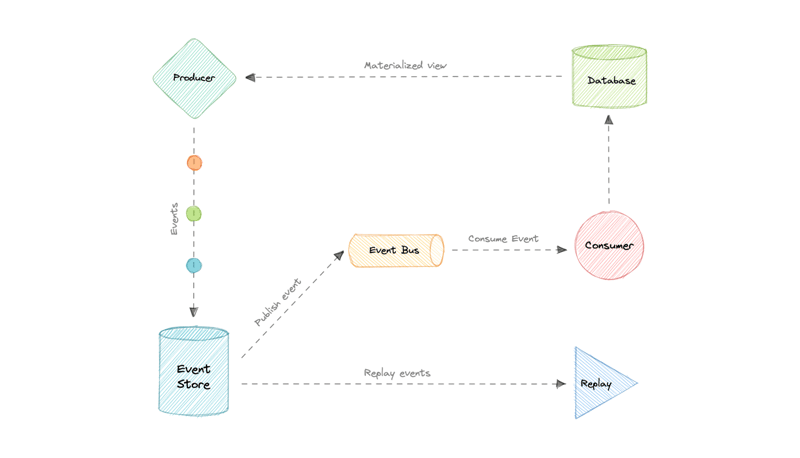 Materialized view
Producer
Database
Events
Event Bus
Consume Event
Consumer
Publish event
Event
Store
Replay events
Replay